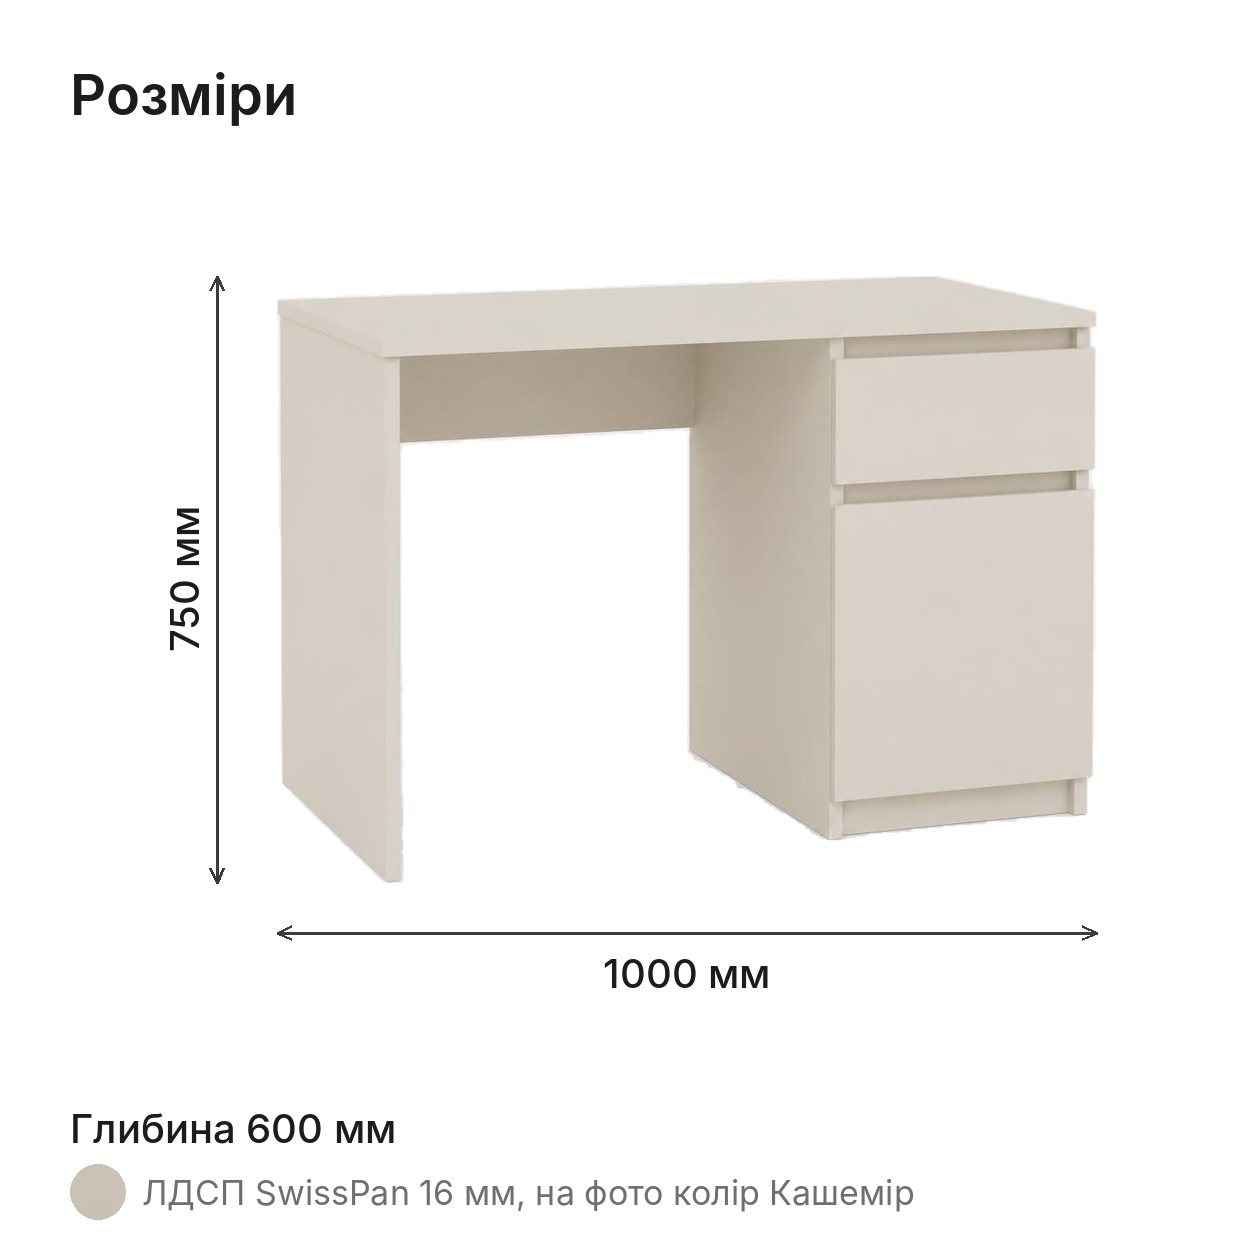 Розміри
750 мм
1000 мм
Глибина 600 мм
ЛДСП SwissPan 16 мм, на фото колір Кашемір